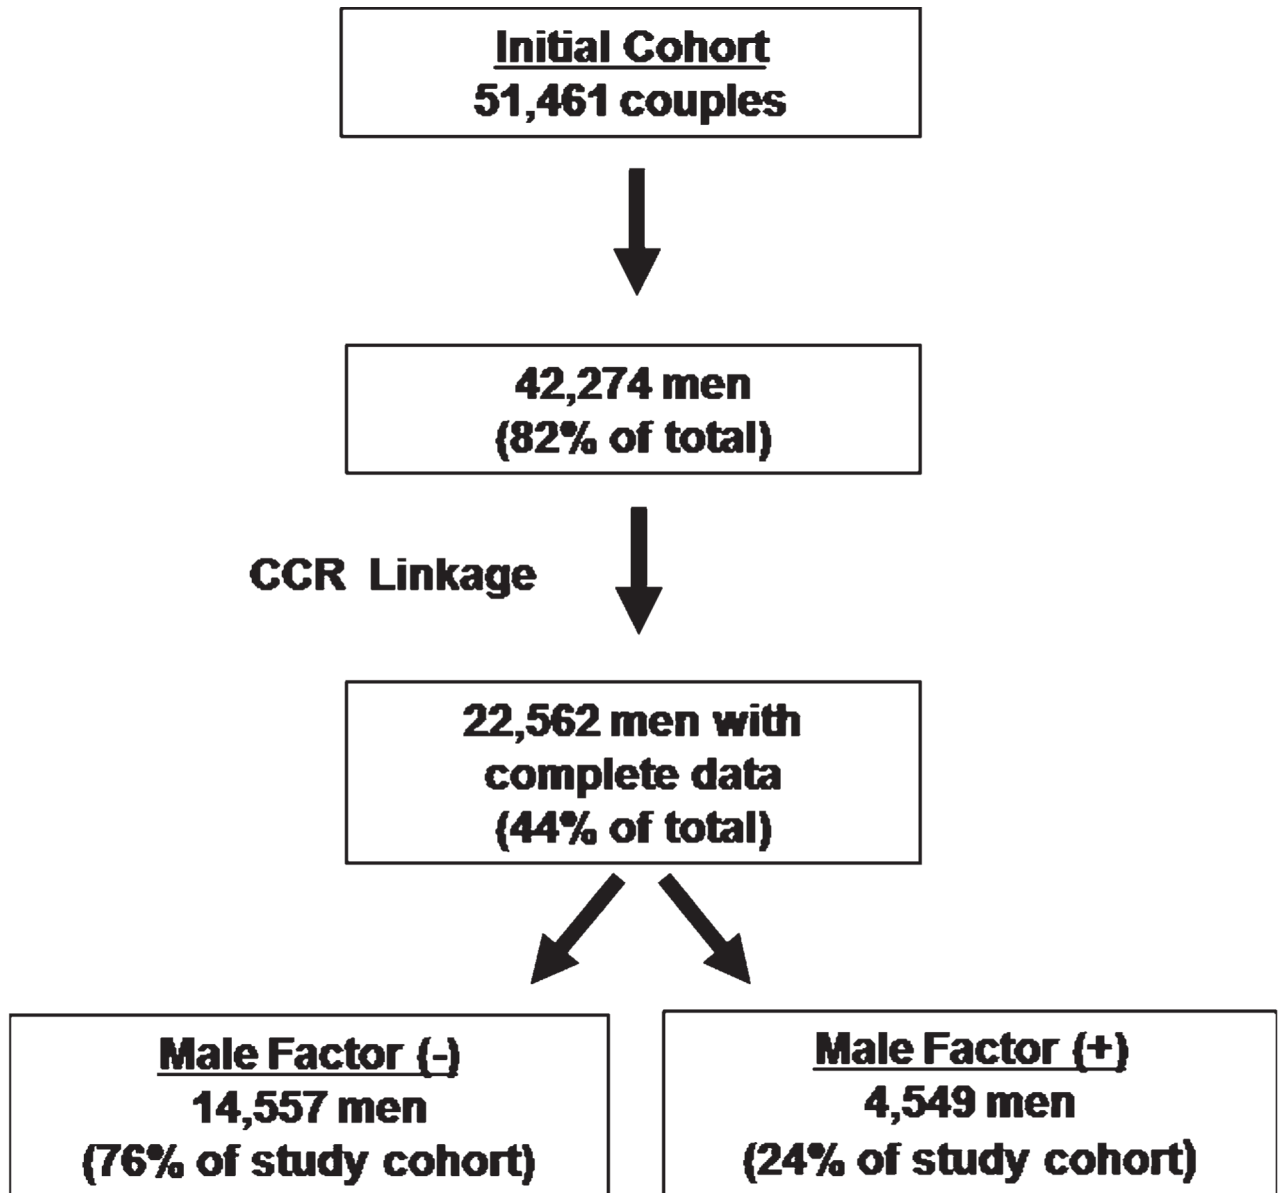 Initial Cohort
51,461 couples
42,274 men
(82% of total)
CCR Linkage
22,562 men with
complete data
(44% of total)
Male Factor (-)
14,557 men
(76% of study cohort)
Male Factor (+)
4,549 men
(24% of study cohort)